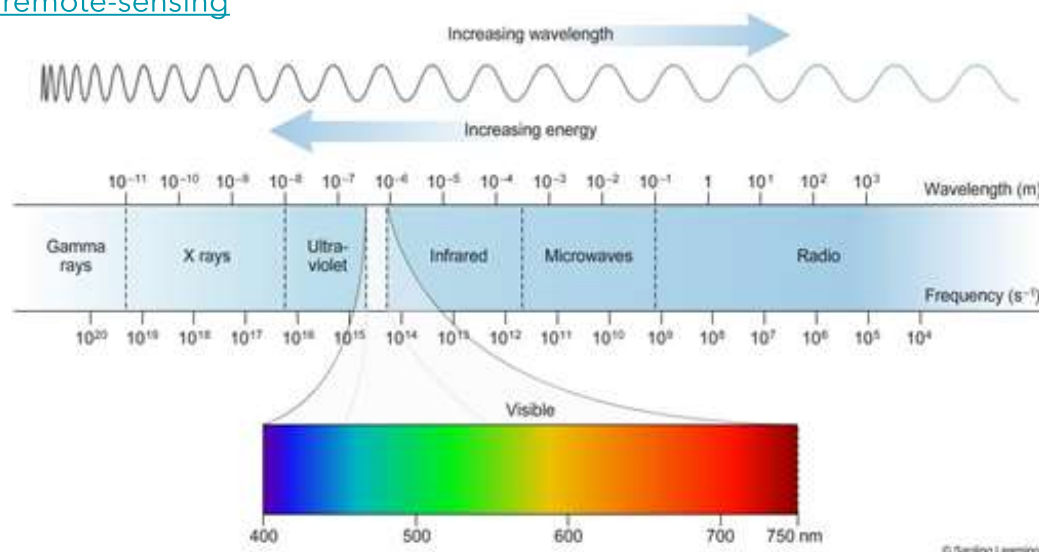 remote-sensing
Increasing wavelength
Increasing energy
10⁻¹¹ 10⁻¹⁰ 10⁻⁹ 10⁻⁸ 10⁻⁷ 10⁻⁶ 10⁻⁵ 10⁻⁴ 10⁻³ 10⁻² 10⁻¹ 1 10¹ 10² 10³ Wavelength (m)
Gamma rays X rays Ultra-violet Infrared Microwaves Radio
Frequency (s⁻¹)
10²⁰ 10¹⁹ 10¹⁸ 10¹⁷ 10¹⁶ 10¹⁵ 10¹⁴ 10¹³ 10¹² 10¹¹ 10¹⁰ 10⁹ 10⁸ 10⁷ 10⁶ 10⁵ 10⁴
Visible
400 500 600 700 750 nm
©